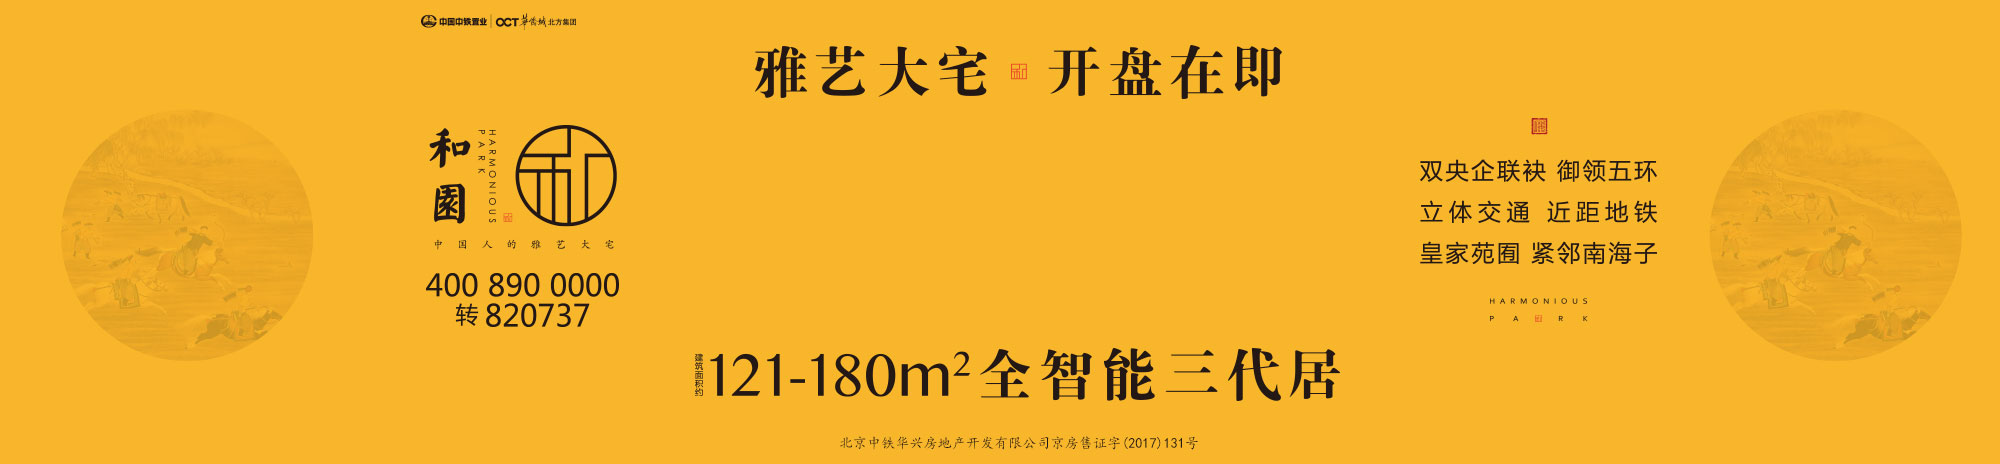 中国中铁置业 OCT 华侨城 北方集团
雅艺大宅 开盘在即
和园
HARMONIOUS
PARK
中国人的雅艺大宅
400 890 0000
转 820737
双央企联袂 御领五环
立体交通 近距地铁
皇家苑囿 紧邻南海子
HARMONIOUS
PARK
建筑面积约
121-180m²全智能三代居
北京中铁华兴房地产开发有限公司京房售证字(2017)131号